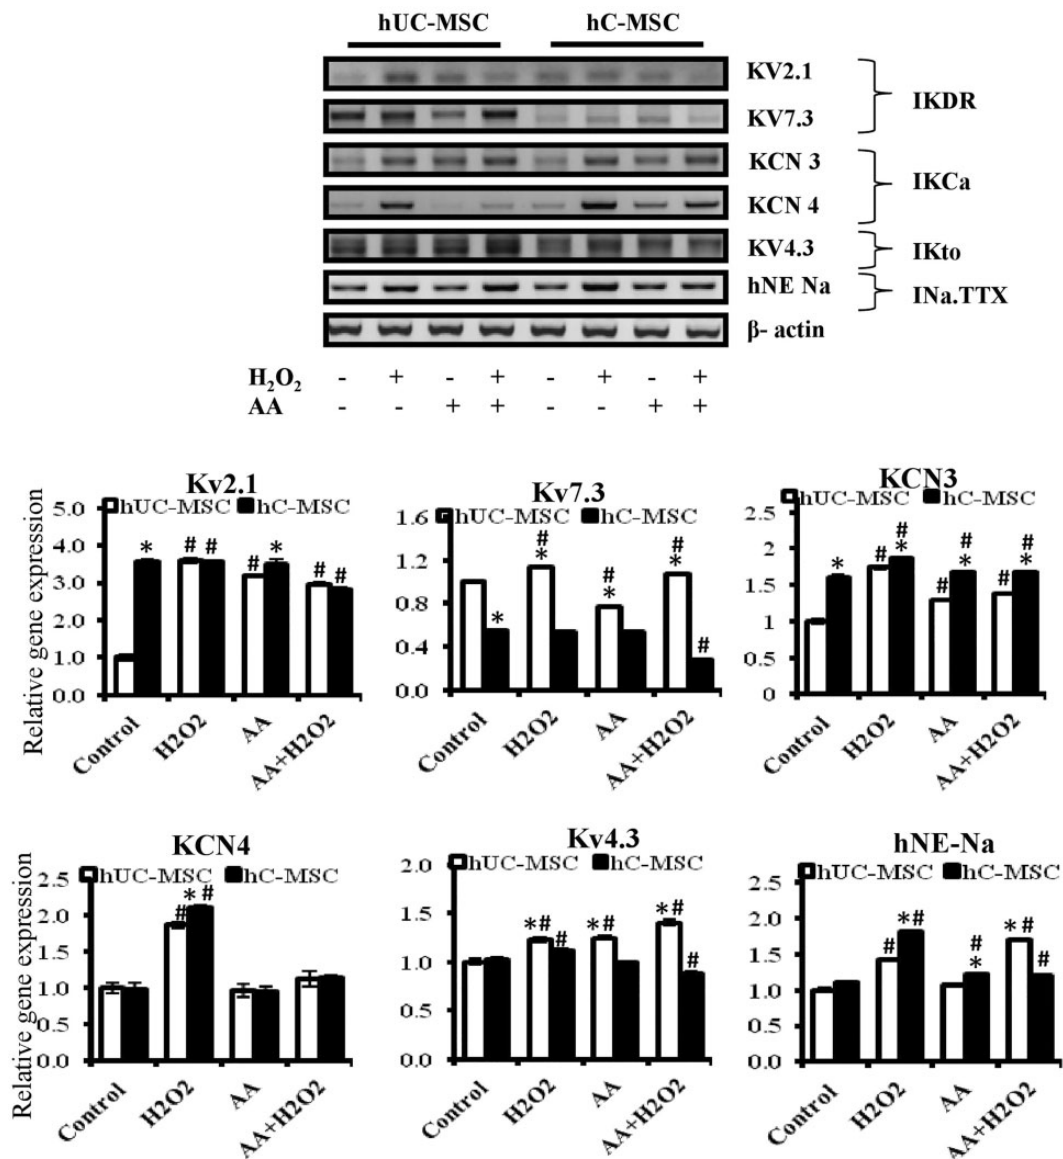 hUC-MSC hC-MSC
KV2.1
IKDR
KV7.3
KCN 3
IKCa
KCN 4
KV4.3 IKto
hNE Na INa.TTX
β- actin
H₂O₂ - + - + - + - +
AA - - + + - - + +
Kv2.1
Relative gene expression
hUC-MSC hC-MSC
5.0
4.0
3.0
2.0
1.0
0.0
* # # # * # #
Control H2O2 AA AA+H2O2
Kv7.3
hUC-MSC hC-MSC
1.6
1.2
0.8
0.4
0.0
* #* #* #* #
Control H2O2 AA AA+H2O2
KCN3
hUC-MSC hC-MSC
2.5
2
1.5
1
0.5
0
* # #* # #* # #*
Control H2O2 AA AA+H2O2
KCN4
Relative gene expression
hUC-MSC hC-MSC
2.5
2.0
1.5
1.0
0.5
0.0
# * #
Control H2O2 AA AA+H2O2
Kv4.3
hUC-MSC hC-MSC
2.0
1.5
1.0
0.5
0.0
*# # *# *# #
Control H2O2 AA AA+H2O2
hNE-Na
hUC-MSC hC-MSC
2.5
2.0
1.5
1.0
0.5
0.0
# *# #* *# #
Control H2O2 AA AA+H2O2